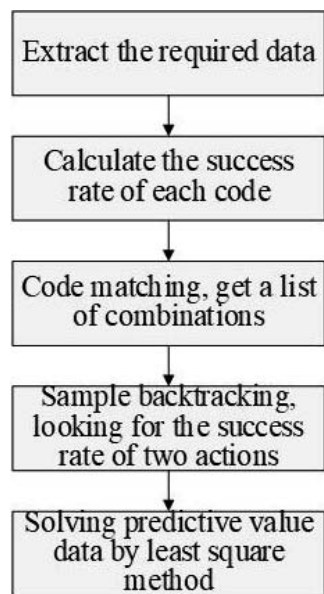 Extract the required data
Calculate the success
rate of each code
Code matching, get a list
of combinations
Sample backtracking,
looking for the success
rate of two actions
Solving predictive value
data by least square
method